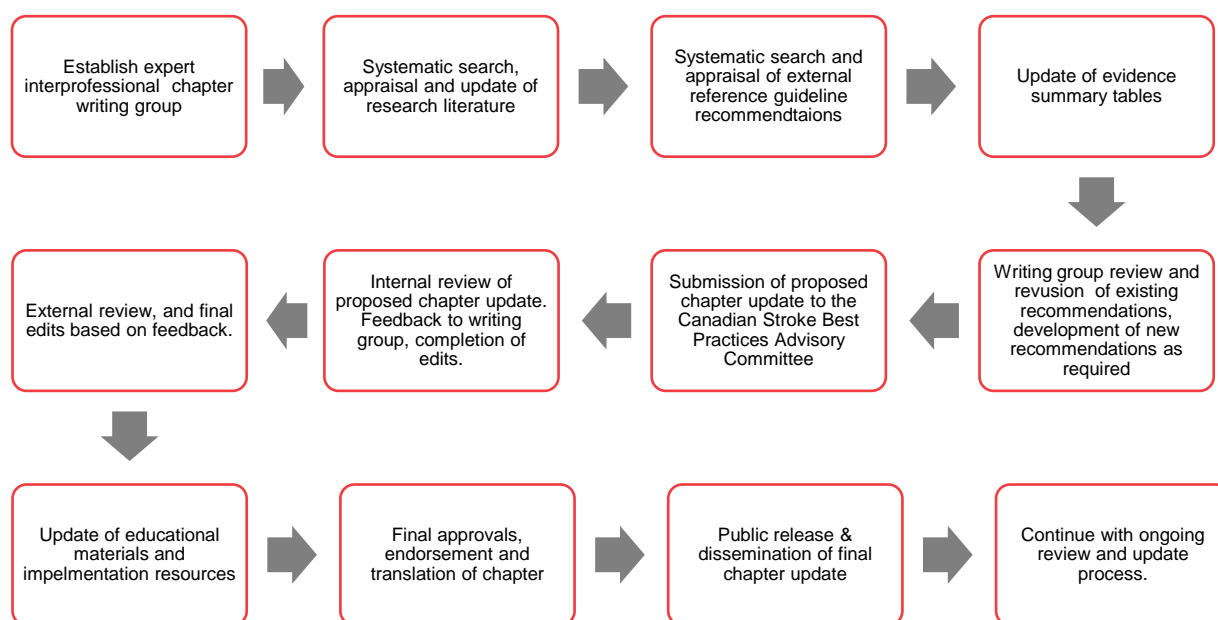 Establish expert
interprofessional chapter
writing group
Systematic search,
appraisal and update of
research literature
Systematic search and
appraisal of external
reference guideline
recommendtaions
Update of evidence
summary tables
Writing group review and
revusion of existing
recommendations,
development of new
recommendations as
required
Submission of proposed
chapter update to the
Canadian Stroke Best
Practices Advisory
Committee
Internal review of
proposed chapter update.
Feedback to writing
group, completion of
edits.
External review, and final
edits based on feedback.
Update of educational
materials and
impelmentation resources
Final approvals,
endorsement and
translation of chapter
Public release &
dissemination of final
chapter update
Continue with ongoing
review and update
process.